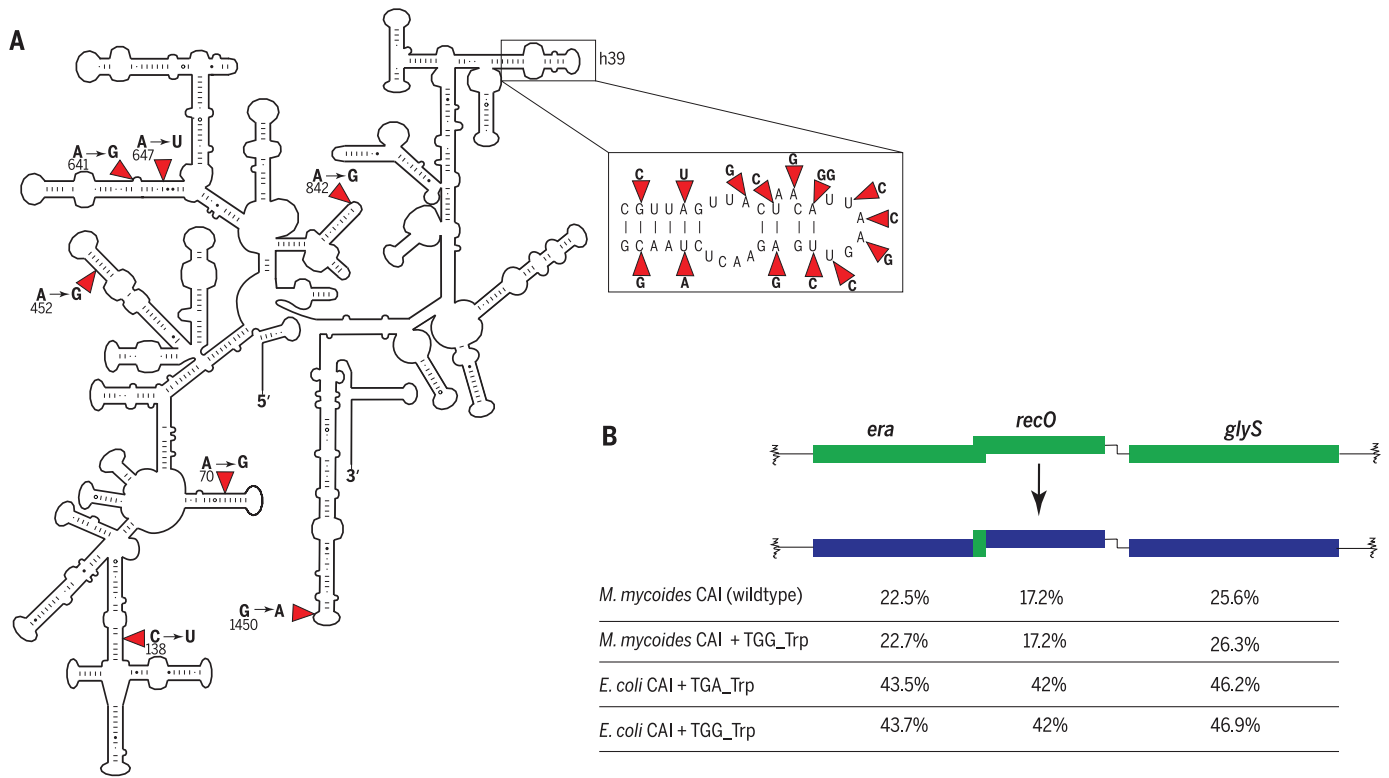 A
h39
A→G
641
A→U
647
A→G
842
A→G
452
5′
3′
A→G
70
G→A
1450
C→U
138
C U G C G GG C
C G U U A G U U A C U A A C A U U A
C
G C A A U C U C A A C G A G U U G A
G A G C C G
B
era recO glyS
M. mycoides CAI (wildtype) 22.5% 17.2% 25.6%
M. mycoides CAI + TGG_Trp 22.7% 17.2% 26.3%
E. coli CAI + TGA_Trp 43.5% 42% 46.2%
E. coli CAI + TGG_Trp 43.7% 42% 46.9%